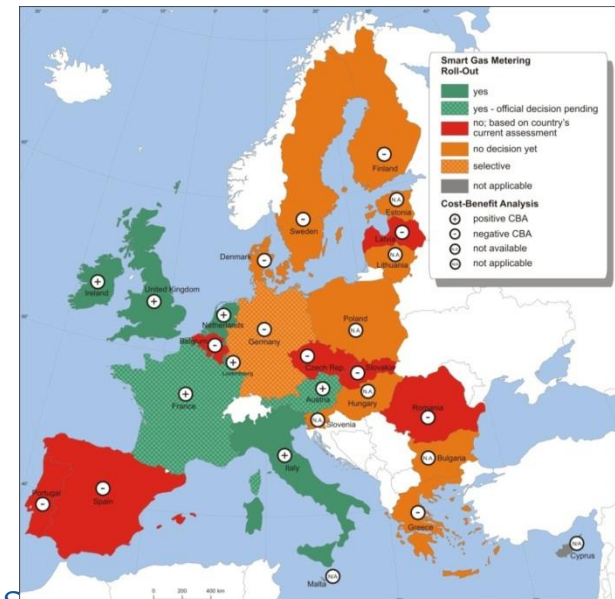 Smart Gas Metering
Roll-Out
yes
yes - official decision pending
no; based on country's
current assessment
no decision yet
selective
not applicable
Cost-Benefit Analysis
+ positive CBA
- negative CBA
N.A. not available
N.A. not applicable
Finland
Sweden
Estonia
N.A.
Latvia
Lithuania
N.A.
Denmark
Ireland
United Kingdom
Netherlands
Poland
N.A.
Belgium
Germany
Luxembourg
Czech Rep.
Slovakia
France
Austria
Hungary
N.A.
Slovenia
N.A.
Romania
Italy
Bulgaria
N.A.
Portugal
Spain
Greece
Cyprus
N.A.
Malta
N.A.
0 200 400 km
S